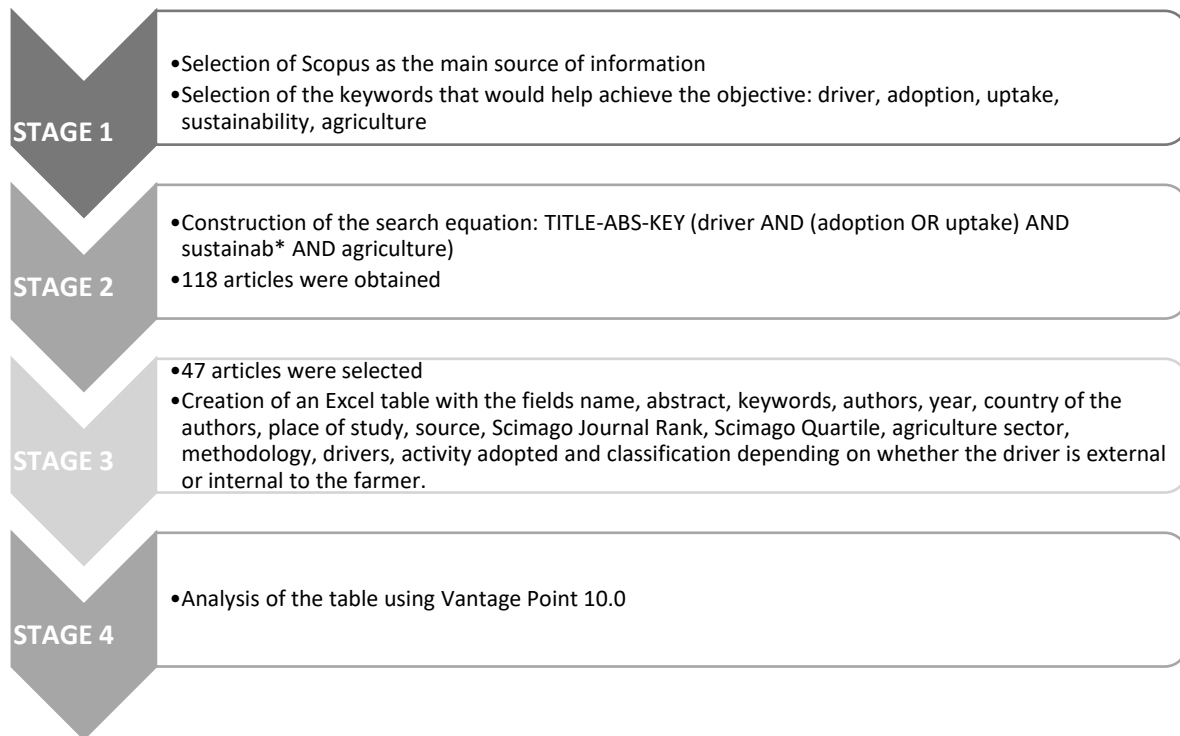 STAGE 1
•Selection of Scopus as the main source of information
•Selection of the keywords that would help achieve the objective: driver, adoption, uptake,
sustainability, agriculture
STAGE 2
•Construction of the search equation: TITLE-ABS-KEY (driver AND (adoption OR uptake) AND
sustainab* AND agriculture)
•118 articles were obtained
STAGE 3
•47 articles were selected
•Creation of an Excel table with the fields name, abstract, keywords, authors, year, country of the
authors, place of study, source, Scimago Journal Rank, Scimago Quartile, agriculture sector,
methodology, drivers, activity adopted and classification depending on whether the driver is external
or internal to the farmer.
STAGE 4
•Analysis of the table using Vantage Point 10.0